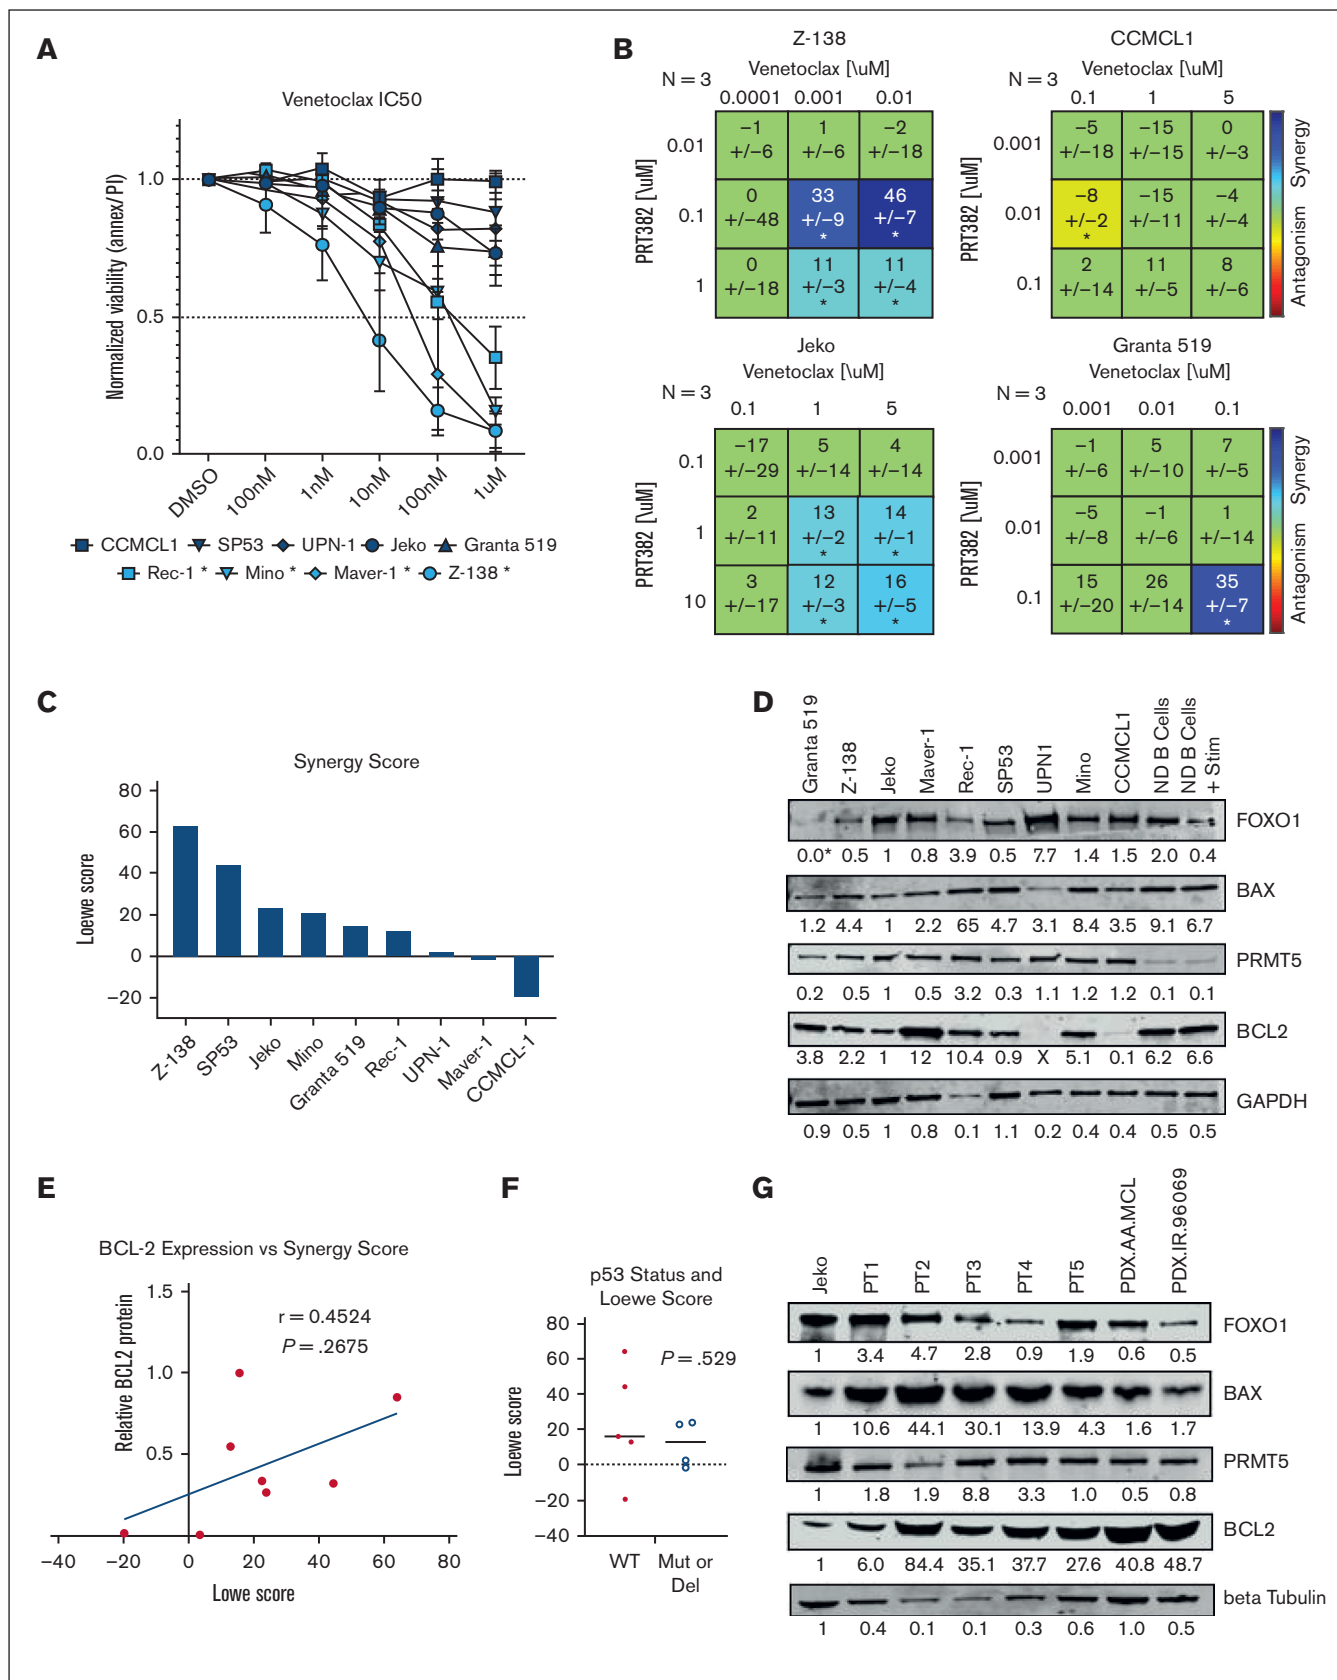 A
Venetoclax IC50
Normalized viability (annex/PI)
1.0
0.5
0.0
DMSO
100nM
1nM
10nM
100nM
1uM
CCMCL1 SP53 UPN-1 Jeko Granta 519
Rec-1 * Mino * Maver-1 * Z-138 *
B
Z-138
N = 3
Venetoclax [\uM]
0.0001 0.001 0.01
PRT382 [\uM]
0.01
−1 1 −2
+/−6 +/−6 +/−18
0.1
0 33 46
+/−48 +/−9 +/−7
* *
1
0 11 11
+/−18 +/−3 +/−4
* *
CCMCL1
N = 3
Venetoclax [\uM]
0.1 1 5
PRT382 [\uM]
0.001
−5 −15 0
+/−18 +/−15 +/−3
0.01
−8 −15 −4
+/−2 +/−11 +/−4
*
0.1
2 11 8
+/−14 +/−5 +/−6
Antagonism Synergy
Jeko
N = 3
Venetoclax [\uM]
0.1 1 5
PRT382 [\uM]
0.1
−17 5 4
+/−29 +/−14 +/−14
1
2 13 14
+/−11 +/−2 +/−1
* *
10
3 12 16
+/−17 +/−3 +/−5
* *
Granta 519
N = 3
Venetoclax [\uM]
0.001 0.01 0.1
PRT382 [\uM]
0.001
−1 5 7
+/−6 +/−10 +/−5
0.01
−5 −1 1
+/−8 +/−6 +/−14
0.1
15 26 35
+/−20 +/−14 +/−7
*
Antagonism Synergy
C
Synergy Score
Loewe score
80
60
40
20
0
−20
Z-138
SP53
Jeko
Mino
Granta 519
Rec-1
UPN-1
Maver-1
CCMCL-1
D
Granta 519
Z-138
Jeko
Maver-1
Rec-1
SP53
UPN1
Mino
CCMCL1
ND B Cells
ND B Cells
+ Stim
FOXO1
0.0* 0.5 1 0.8 3.9 0.5 7.7 1.4 1.5 2.0 0.4
BAX
1.2 4.4 1 2.2 65 4.7 3.1 8.4 3.5 9.1 6.7
PRMT5
0.2 0.5 1 0.5 3.2 0.3 1.1 1.2 1.2 0.1 0.1
BCL2
3.8 2.2 1 12 10.4 0.9 X 5.1 0.1 6.2 6.6
GAPDH
0.9 0.5 1 0.8 0.1 1.1 0.2 0.4 0.4 0.5 0.5
E
BCL-2 Expression vs Synergy Score
Relative BCL2 protein
1.5
1.0
0.5
r = 0.4524
P = .2675
−40 −20 0 20 40 60 80
Lowe score
F
p53 Status and
Loewe Score
Loewe score
80
60
40
20
0
−20
−40
P = .529
WT Mut or
Del
G
Jeko
PT1
PT2
PT3
PT4
PT5
PDX.AA.MCL
PDX.IR.96069
FOXO1
1 3.4 4.7 2.8 0.9 1.9 0.6 0.5
BAX
1 10.6 44.1 30.1 13.9 4.3 1.6 1.7
PRMT5
1 1.8 1.9 8.8 3.3 1.0 0.5 0.8
BCL2
1 6.0 84.4 35.1 37.7 27.6 40.8 48.7
beta Tubulin
1 0.4 0.1 0.1 0.3 0.6 1.0 0.5